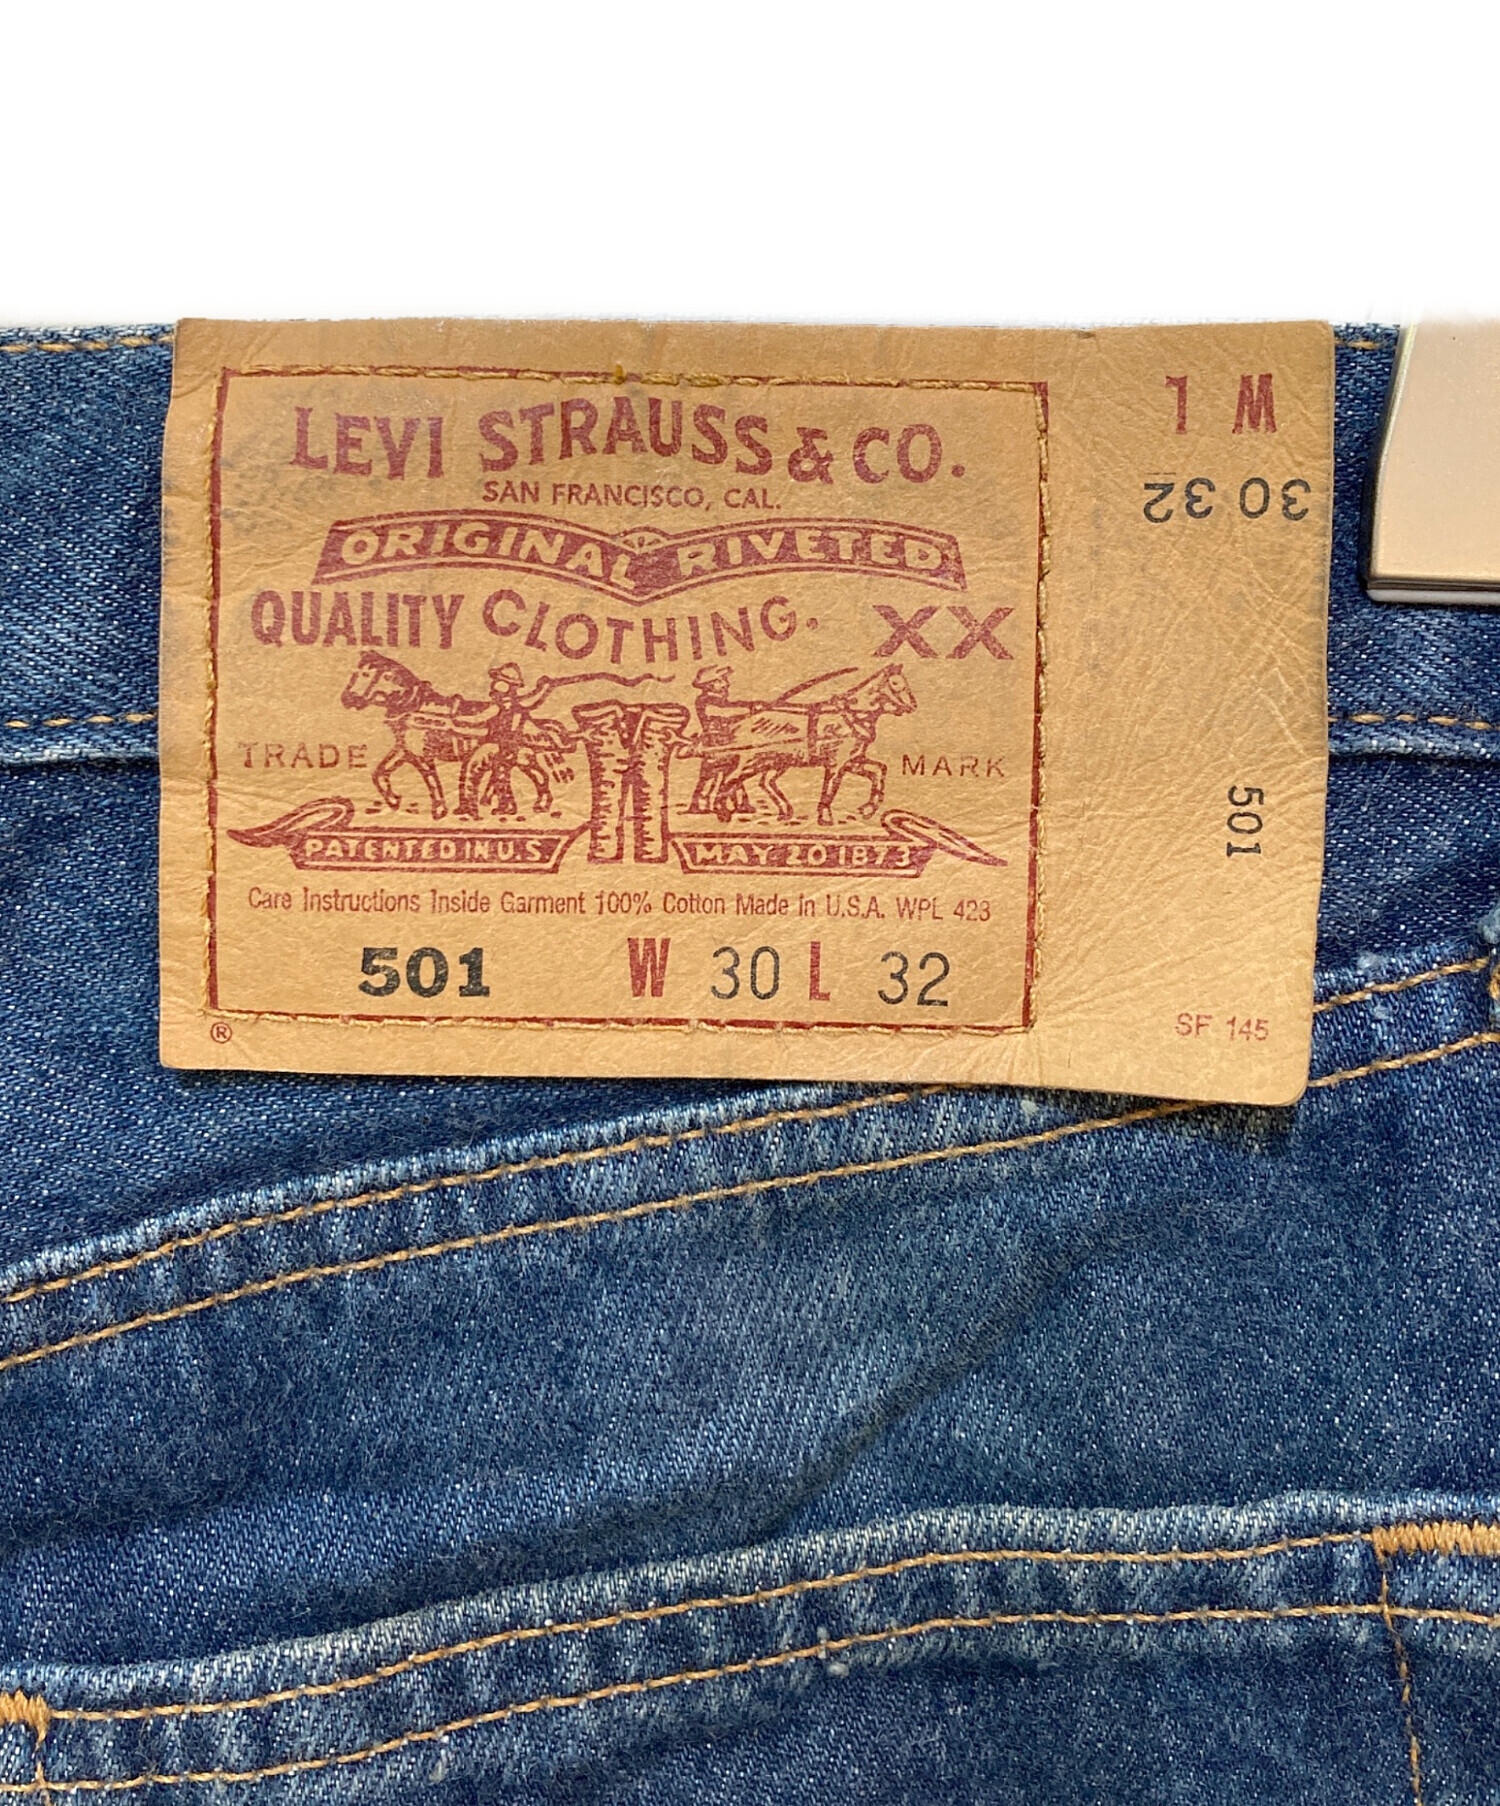 LEVI STRAUSS & CO.
SAN FRANCISCO, CAL.
ORIGINAL RIVETED
QUALITY CLOTHING. XX
TRADE MARK
PATENTED IN U.S. MAY 20 1873
Care Instructions Inside Garment 100% Cotton Made in U.S.A. WPL 423
501 W 30 L 32
®
W L
30 32
501
SF 145